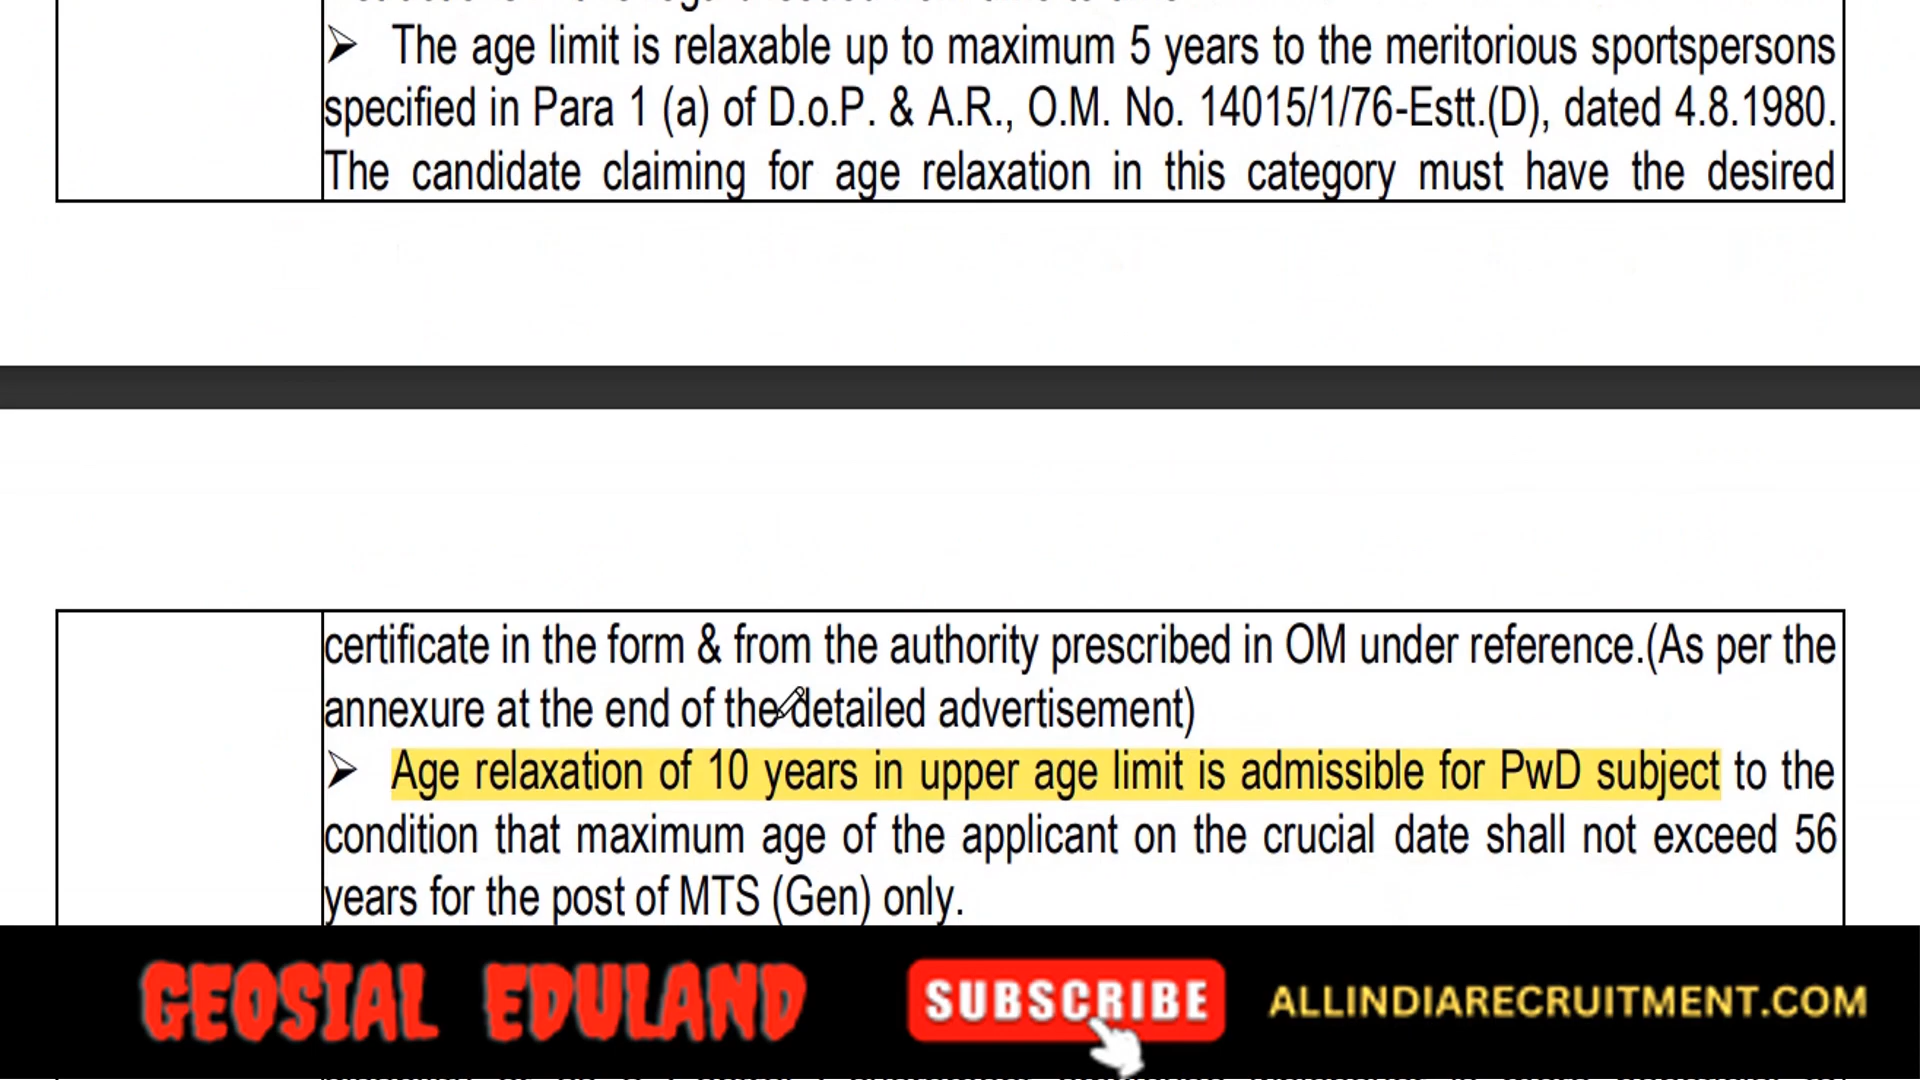 ➢ The age limit is relaxable up to maximum 5 years to the meritorious sportspersons
specified in Para 1 (a) of D.o.P. & A.R., O.M. No. 14015/1/76-Estt.(D), dated 4.8.1980.
The candidate claiming for age relaxation in this category must have the desired
certificate in the form & from the authority prescribed in OM under reference.(As per the
annexure at the end of the detailed advertisement)
➢ Age relaxation of 10 years in upper age limit is admissible for PwD subject to the
condition that maximum age of the applicant on the crucial date shall not exceed 56
years for the post of MTS (Gen) only.
GEOSIAL EDULAND SUBSCRIBE ALLINDIARECRUITMENT.COM